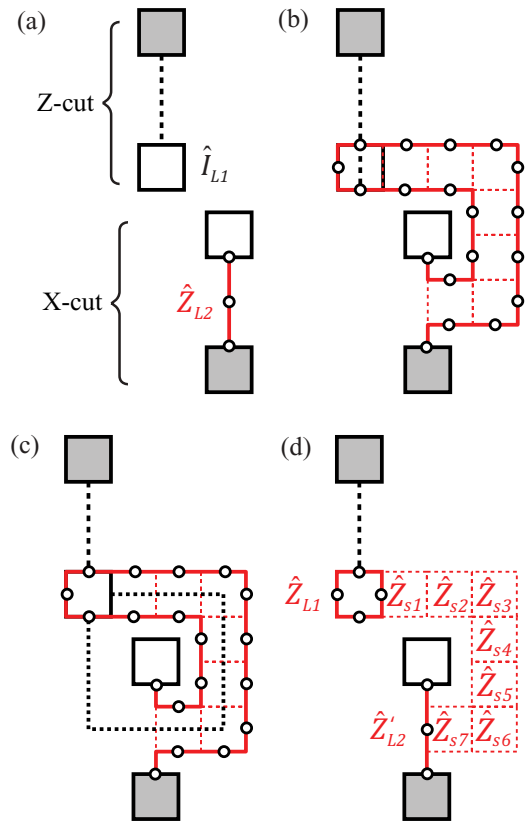 (a)
(b)
Z-cut
Î_L1
X-cut
Ẑ_L2
(c)
(d)
Ẑ_L1
Ẑ_s1 Ẑ_s2 Ẑ_s3
Ẑ_s4
Ẑ_s5
Ẑ'_L2 Ẑ_s7 Ẑ_s6